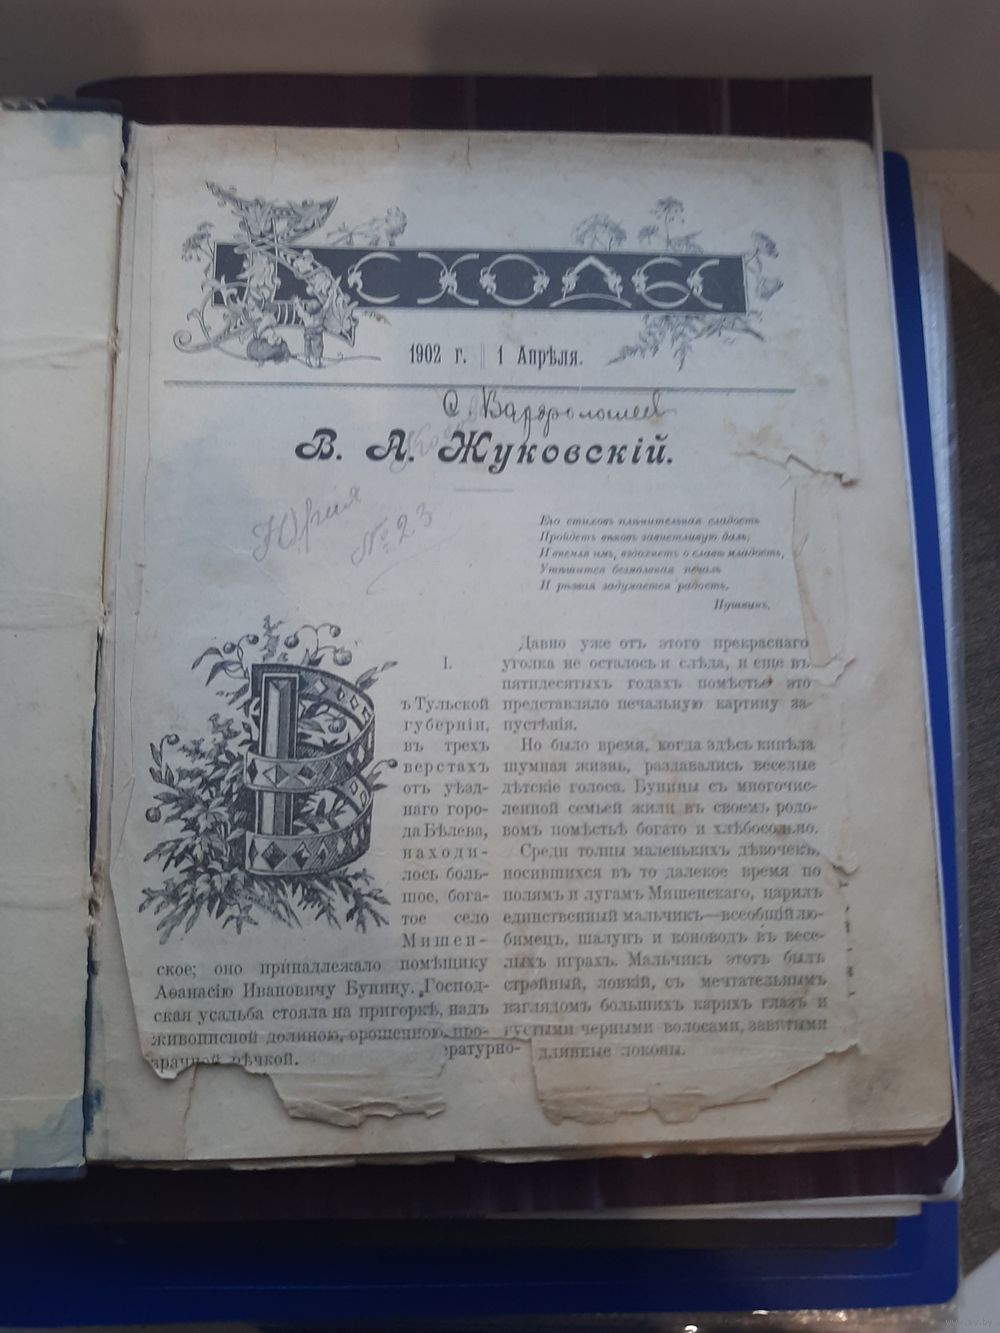 ВСХОДЫ
1902 г. || 1 Апрѣля.
С. Варфоломеев
В. А. Жуковскій.
№ 23
Его стиховъ плѣнительная сладость
Пройдетъ вѣковъ завистливую даль;
И внемля имъ, вздохнетъ о славѣ младость,
Утѣшится безмолвная печаль
И рѣзвая задумается радость.
Пушкинъ.
I.
Въ Тульской
губерніи,
въ трехъ
верстахъ
отъ уѣзд-
наго горо-
да Бѣлева,
находи-
лось боль-
шое, бога-
тое село
Мишен-
ское; оно принадлежало помѣщику
Аѳанасію Ивановичу Бунину. Господ-
ская усадьба стояла на пригоркѣ, надъ
живописной долиною, орошенною про-
зрачной рѣчкой.
ературно-
Давно уже отъ этого прекраснаго
уголка не осталось и слѣда, и еще въ
пятидесятыхъ годахъ помѣстье это
представляло печальную картину за-
пустѣнія.
Но было время, когда здѣсь кипѣла
шумная жизнь, раздавались веселые
дѣтскіе голоса. Бунины съ многочис-
ленной семьей жили въ своемъ родо-
вомъ помѣстьѣ богато и хлѣбосольно.
Среди толпы маленькихъ дѣвочекъ,
носившихся въ то далекое время по
полямъ и лугамъ Мишенскаго, царилъ
единственный мальчикъ—всеобщій лю-
бимецъ, шалунъ и коноводъ въ весе-
лыхъ играхъ. Мальчикъ этотъ былъ
стройный, ловкій, съ мечтательнымъ
взглядомъ большихъ карихъ глазъ и
густыми черными волосами, завитыми
длинные локоны.